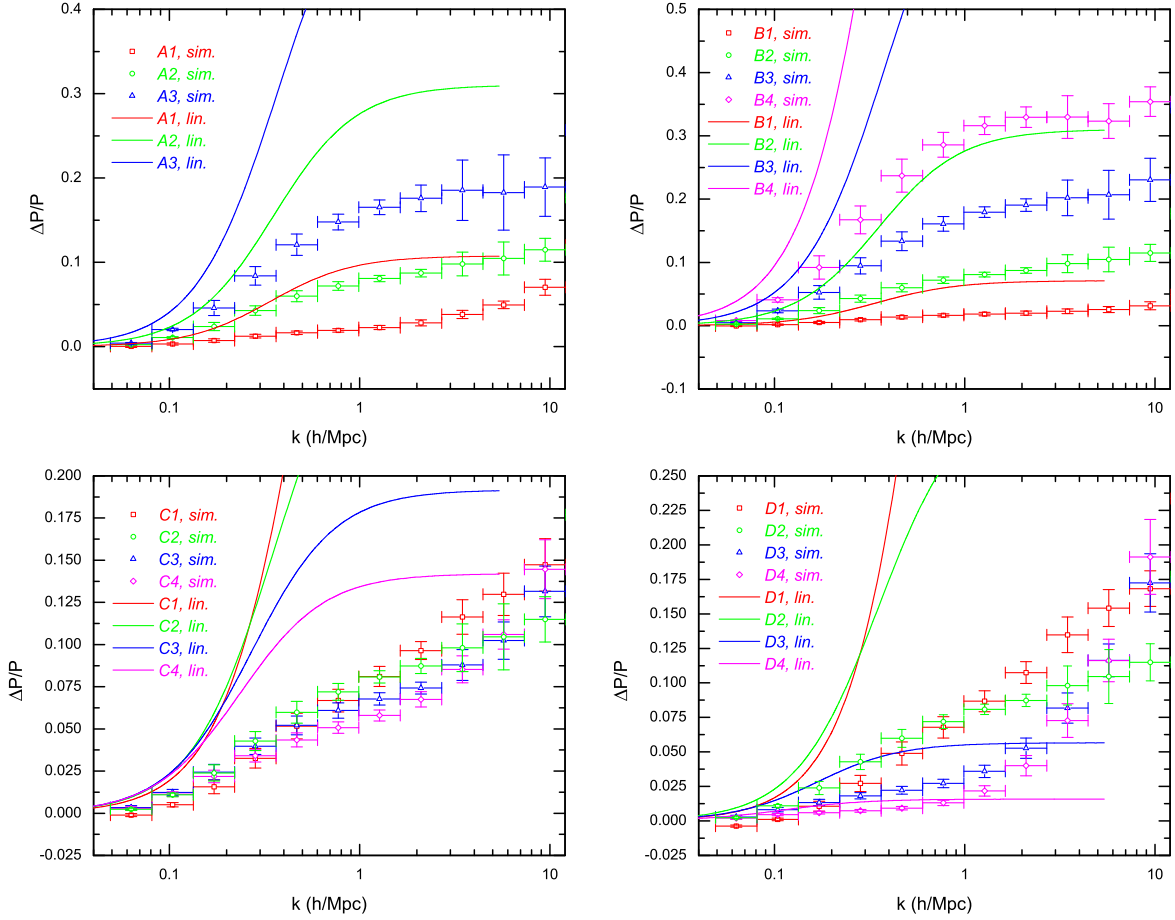 0.4
0.3
0.2
0.1
0.0
ΔP/P
A1, sim.
A2, sim.
A3, sim.
A1, lin.
A2, lin.
A3, lin.
0.1
1
10
k (h/Mpc)
0.5
0.4
0.3
0.2
0.1
0.0
-0.1
ΔP/P
B1, sim.
B2, sim.
B3, sim.
B4, sim.
B1, lin.
B2, lin.
B3, lin.
B4, lin.
0.1
1
10
k (h/Mpc)
0.200
0.175
0.150
0.125
0.100
0.075
0.050
0.025
0.000
-0.025
ΔP/P
C1, sim.
C2, sim.
C3, sim.
C4, sim.
C1, lin.
C2, lin.
C3, lin.
C4, lin.
0.1
1
10
k (h/Mpc)
0.250
0.225
0.200
0.175
0.150
0.125
0.100
0.075
0.050
0.025
0.000
-0.025
ΔP/P
D1, sim.
D2, sim.
D3, sim.
D4, sim.
D1, lin.
D2, lin.
D3, lin.
D4, lin.
0.1
1
10
k (h/Mpc)